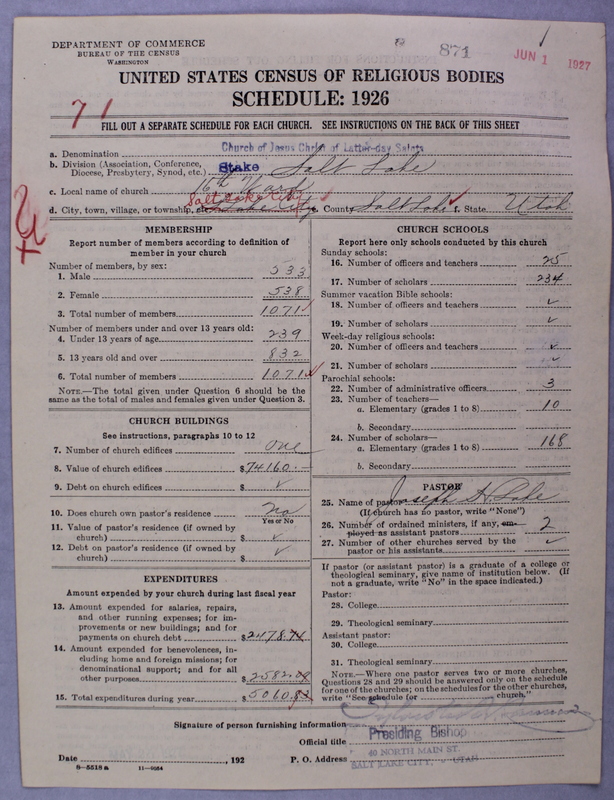 871
JUN 1 1927
1
DEPARTMENT OF COMMERCE
BUREAU OF THE CENSUS
WASHINGTON
UNITED STATES CENSUS OF RELIGIOUS BODIES
SCHEDULE: 1926
71
FILL OUT A SEPARATE SCHEDULE FOR EACH CHURCH. SEE INSTRUCTIONS ON THE BACK OF THIS SHEET
a. Denomination Church of Jesus Christ of Latter-day Saints
b. Division (Association, Conference, Diocese, Presbytery, Synod, etc.) Stake Salt Lake
c. Local name of church 16th Ward
d. City, town, village, or township, etc. Salt Lake City e. County Salt Lake f. State Utah
MEMBERSHIP
Report number of members according to definition of
member in your church
Number of members, by sex:
1. Male 533
2. Female 538
3. Total number of members 1071
Number of members under and over 13 years old:
4. Under 13 years of age 239
5. 13 years old and over 832
6. Total number of members 1071
NOTE.—The total given under Question 6 should be
same as the total of males and females given under Question 3.
CHURCH BUILDINGS
See instructions, paragraphs 10 to 12
7. Number of church edifices one
8. Value of church edifices $74160.—
9. Debt on church edifices $ ✓
10. Does church own pastor's residence No
Yes or No
11. Value of pastor's residence (if owned by
church) $ ✓
12. Debt on pastor's residence (if owned by
church) $ ✓
EXPENDITURES
Amount expended by your church during last fiscal year
13. Amount expended for salaries, repairs,
and other running expenses; for im-
provements or new buildings; and for
payments on church debt $2478.74
14. Amount expended for benevolences, in-
cluding home and foreign missions; for
denominational support; and for all
other purposes $2582.08
15. Total expenditures during year $5060.82
CHURCH SCHOOLS
Report here only schools conducted by this church
Sunday schools:
16. Number of officers and teachers 25
17. Number of scholars 234
Summer vacation Bible schools:
18. Number of officers and teachers ✓
19. Number of scholars ✓
Week-day religious schools:
20. Number of officers and teachers ✓
21. Number of scholars ✓
Parochial schools:
22. Number of administrative officers 3
23. Number of teachers—
a. Elementary (grades 1 to 8) 10
b. Secondary
24. Number of scholars—
a. Elementary (grades 1 to 8) 168
b. Secondary
PASTOR
25. Name of pastor Joseph H. Lake
(If church has no pastor, write "None")
26. Number of ordained ministers, if any, em-
ployed as assistant pastors 2
27. Number of other churches served by the
pastor or his assistants ✓
If pastor (or assistant pastor) is a graduate of a college or
theological seminary, give name of institution below. (If
not a graduate, write "No" in the space indicated.)
Pastor:
28. College
29. Theological seminary
Assistant pastor:
30. College
31. Theological seminary
NOTE.—Where one pastor serves two or more churches,
Questions 28 and 29 should be answered only on the schedule
for one of the churches; on the schedules for the other churches,
write "See schedule for church."
Signature of person furnishing information
Official title Presiding Bishop
Date , 192 P. O. Address 40 NORTH MAIN ST.
SALT LAKE CITY, UTAH
8—5518 a 11—9064